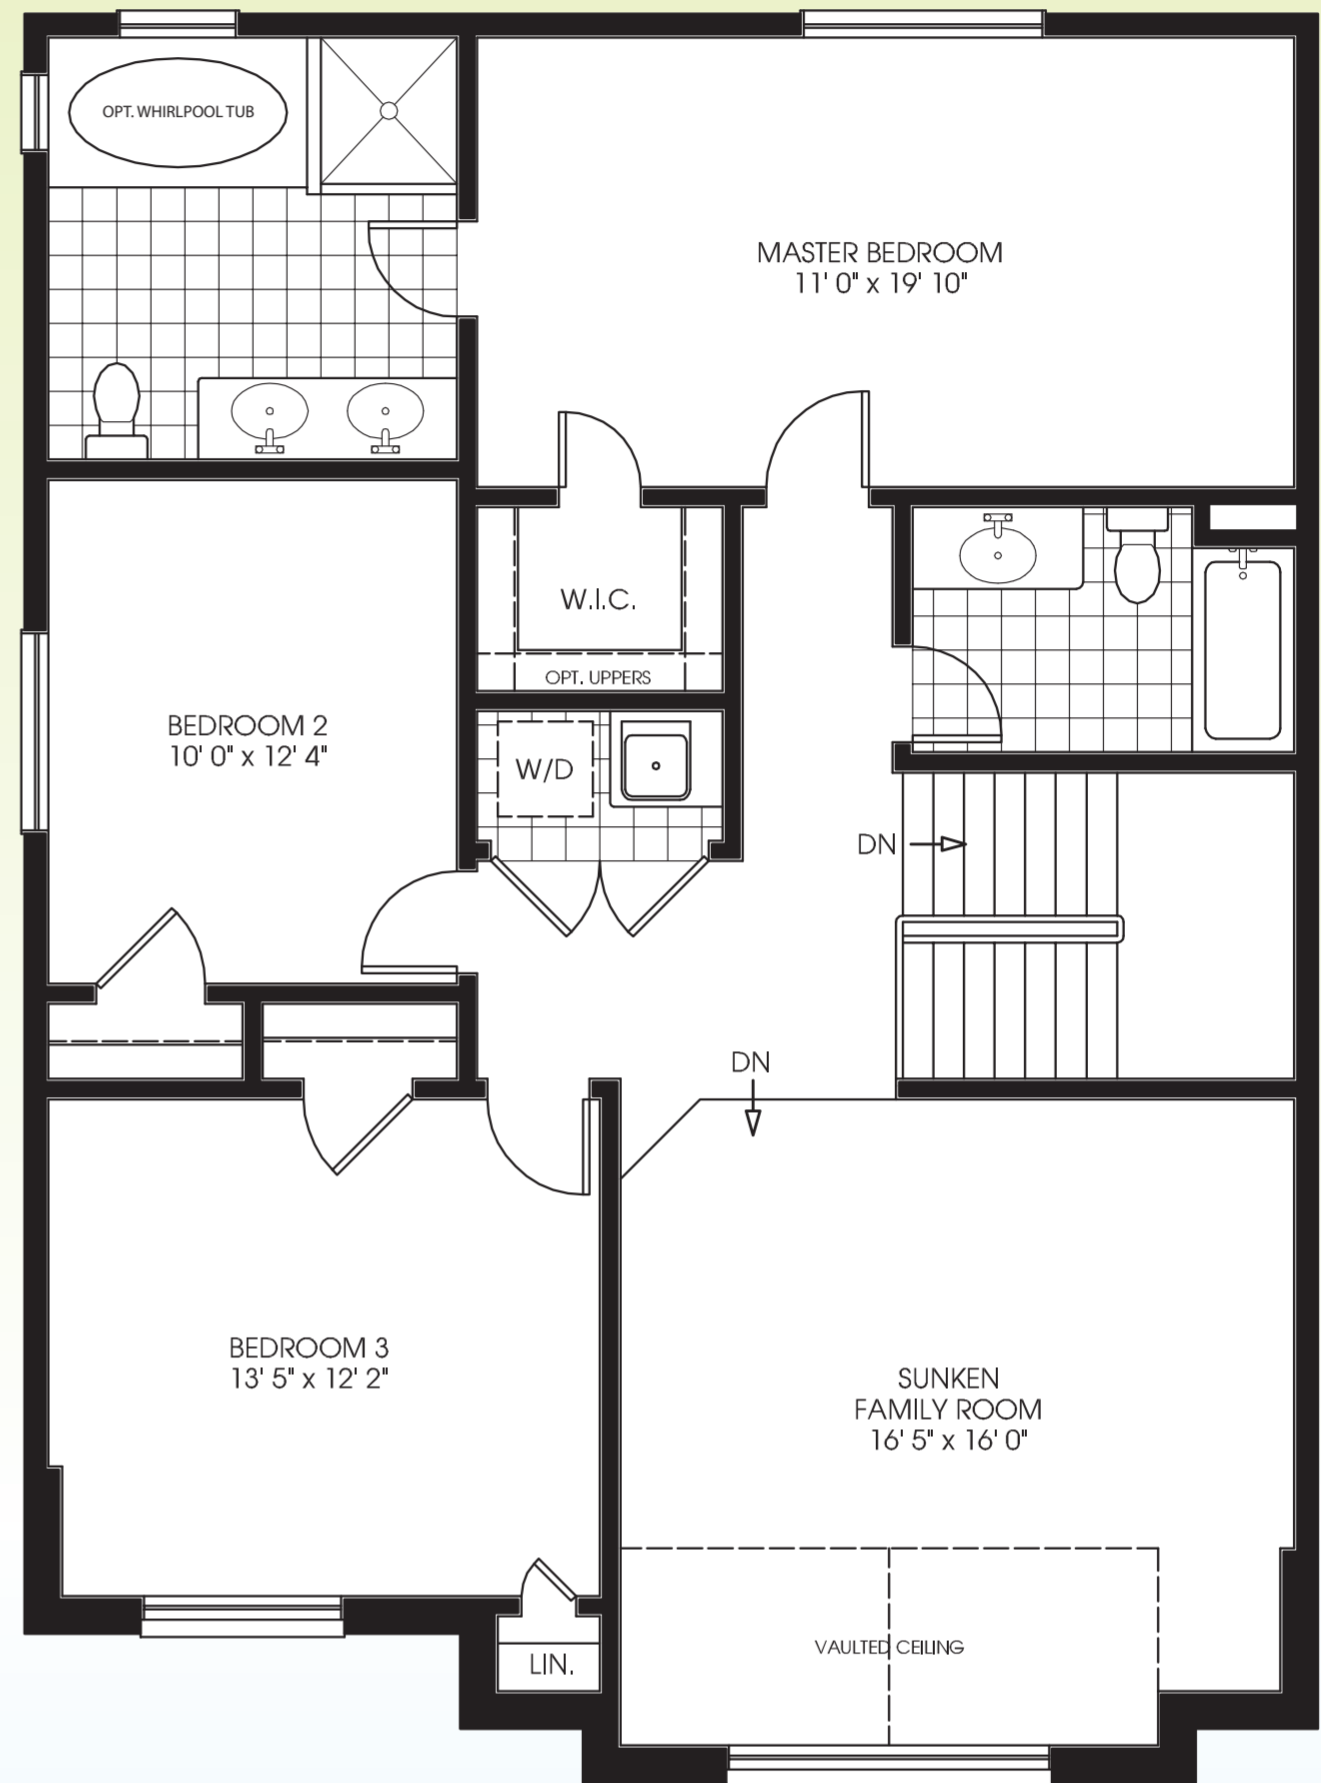 OPT. WHIRLPOOL TUB
MASTER BEDROOM
11' 0" x 19' 10"
W.I.C.
OPT. UPPERS
BEDROOM 2
10' 0" x 12' 4"
W/D
DN
DN
BEDROOM 3
13' 5" x 12' 2"
SUNKEN
FAMILY ROOM
16' 5" x 16' 0"
VAULTED CEILING
LIN.